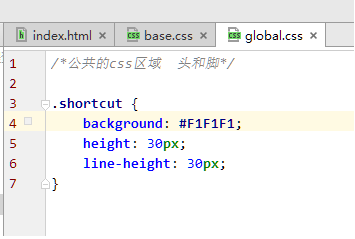 index.html base.css global.css
1 /*公共的css区域  头和脚*/
2
3 .shortcut {
4     background: #F1F1F1;
5     height: 30px;
6     line-height: 30px;
7 }